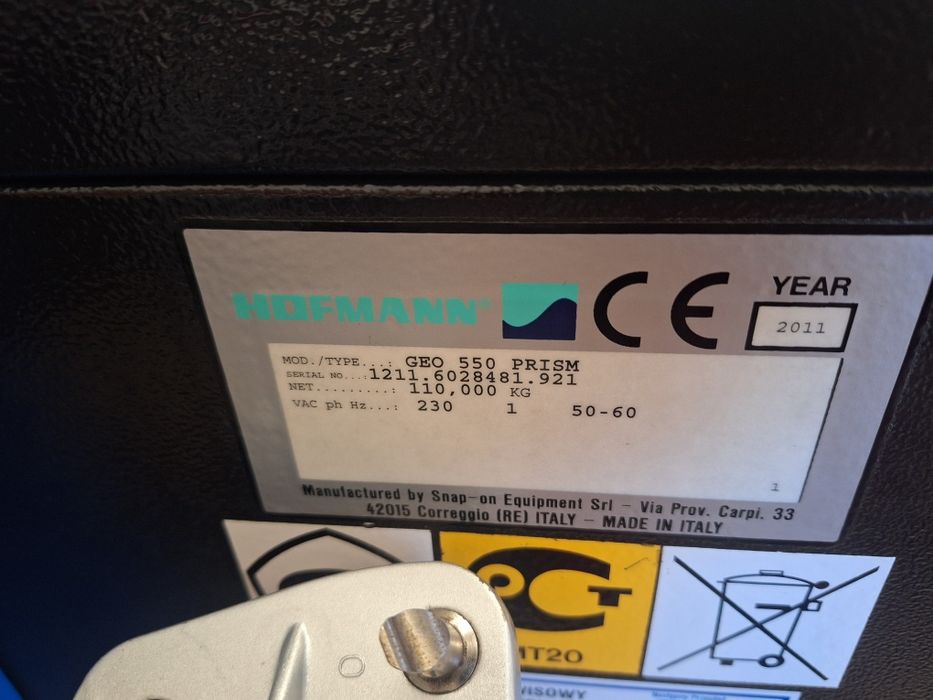 HOFMANN®
CE
YEAR
2011
MOD./TYPE...: GEO 550 PRISM
SERIAL NO...:1211.6028481.921
NET.........: 110,000 KG
VAC ph Hz...: 230 1 50-60
1
Manufactured by Snap-on Equipment Srl - Via Prov. Carpi. 33
42015 Correggio (RE) ITALY - MADE IN ITALY